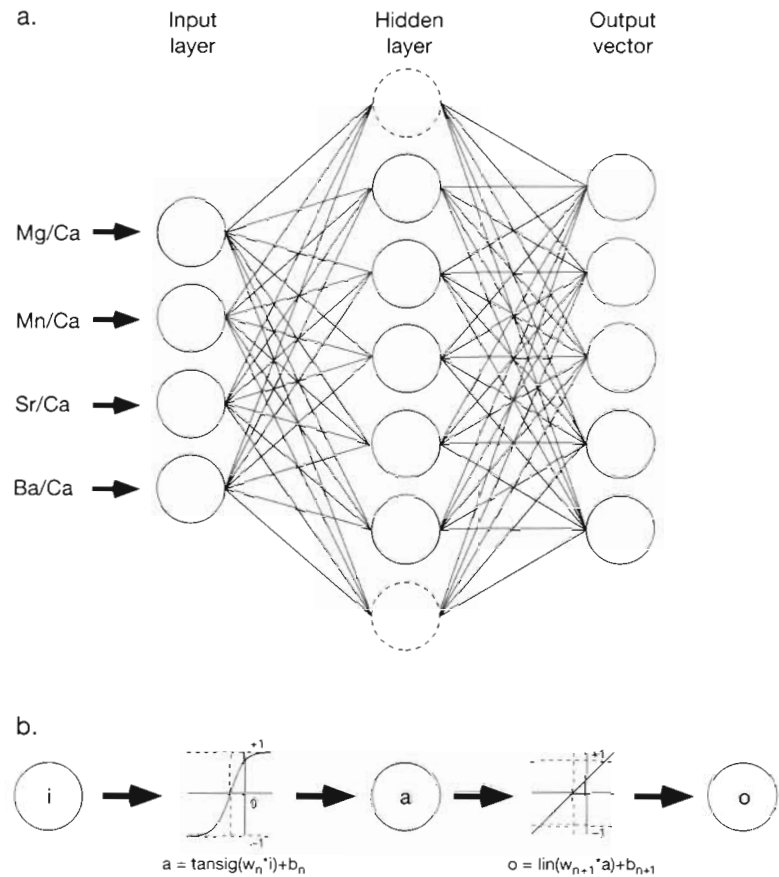 a.
Input layer
Hidden layer
Output vector
Mg/Ca
Mn/Ca
Sr/Ca
Ba/Ca
b.
i
+1
0
-1
a
+1
-1
o
a = tansig(wn*i)+bn
o = lin(wn+1*a)+bn+1